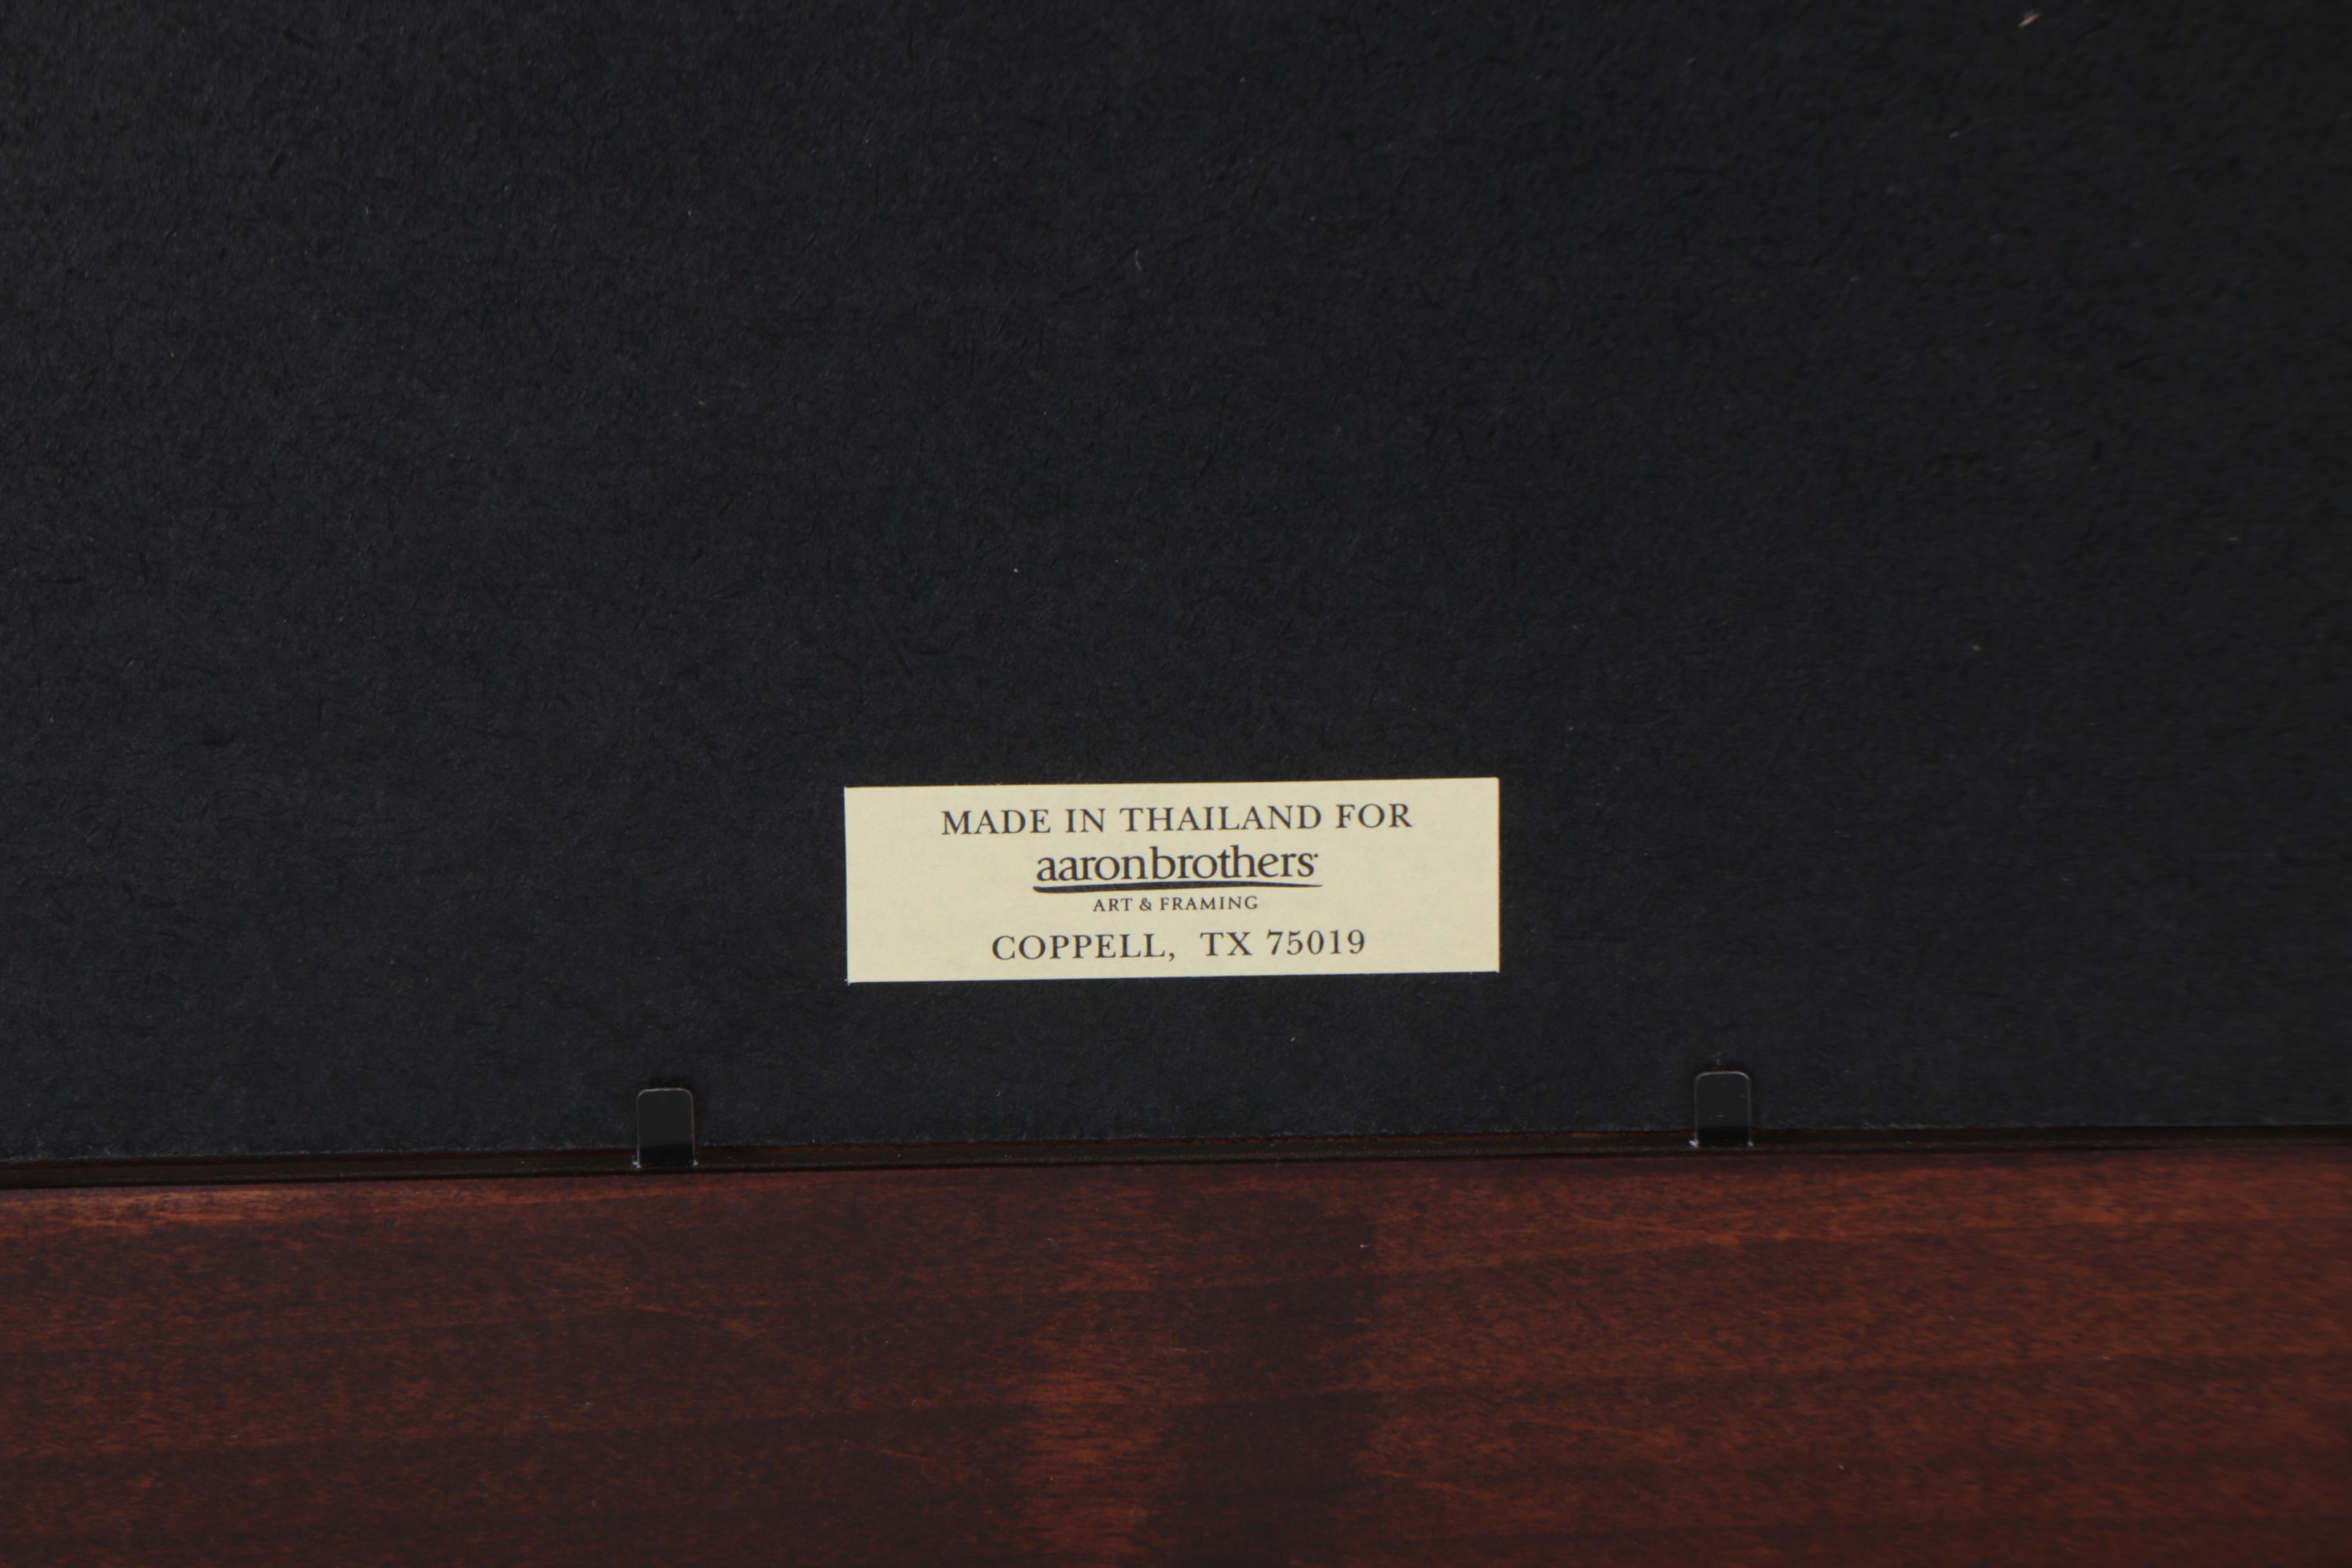 MADE IN THAILAND FOR
aaronbrothers
ART & FRAMING
COPPELL, TX 75019